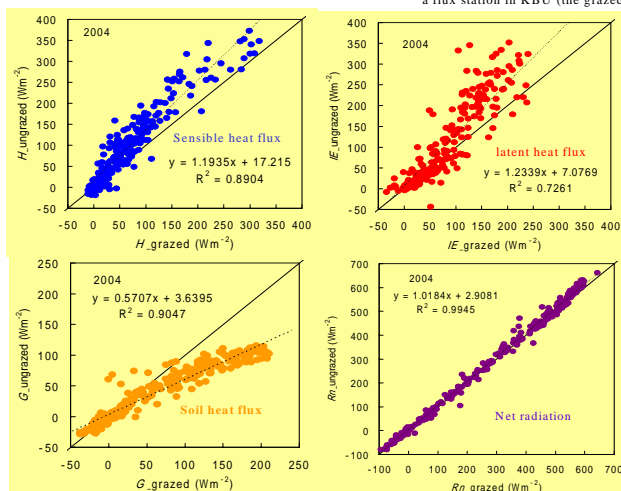 a flux station in KBU (the grazed
400
350
300
250
200
150
100
50
0
-50
2004
Sensible heat flux
y = 1.1935x + 17.215
R² = 0.8904
H_ungrazed (Wm⁻²)
-50 0 50 100 150 200 250 300 350 400
H_grazed (Wm⁻²)
400
350
300
250
200
150
100
50
0
-50
2004
latent heat flux
y = 1.2339x + 7.0769
R² = 0.7261
lE_ungrazed (Wm⁻²)
-50 0 50 100 150 200 250 300 350 400
lE_grazed (Wm⁻²)
250
200
150
100
50
0
-50
2004
y = 0.5707x + 3.6395
R² = 0.9047
Soil heat flux
G_ungrazed (Wm⁻²)
-50 0 50 100 150 200 250
G_grazed (Wm⁻²)
700
600
500
400
300
200
100
0
-100
2004
y = 1.0184x + 2.9081
R² = 0.9945
Net radiation
Rn_ungrazed (Wm⁻²)
-100 0 100 200 300 400 500 600 700
Rn_grazed (Wm⁻²)